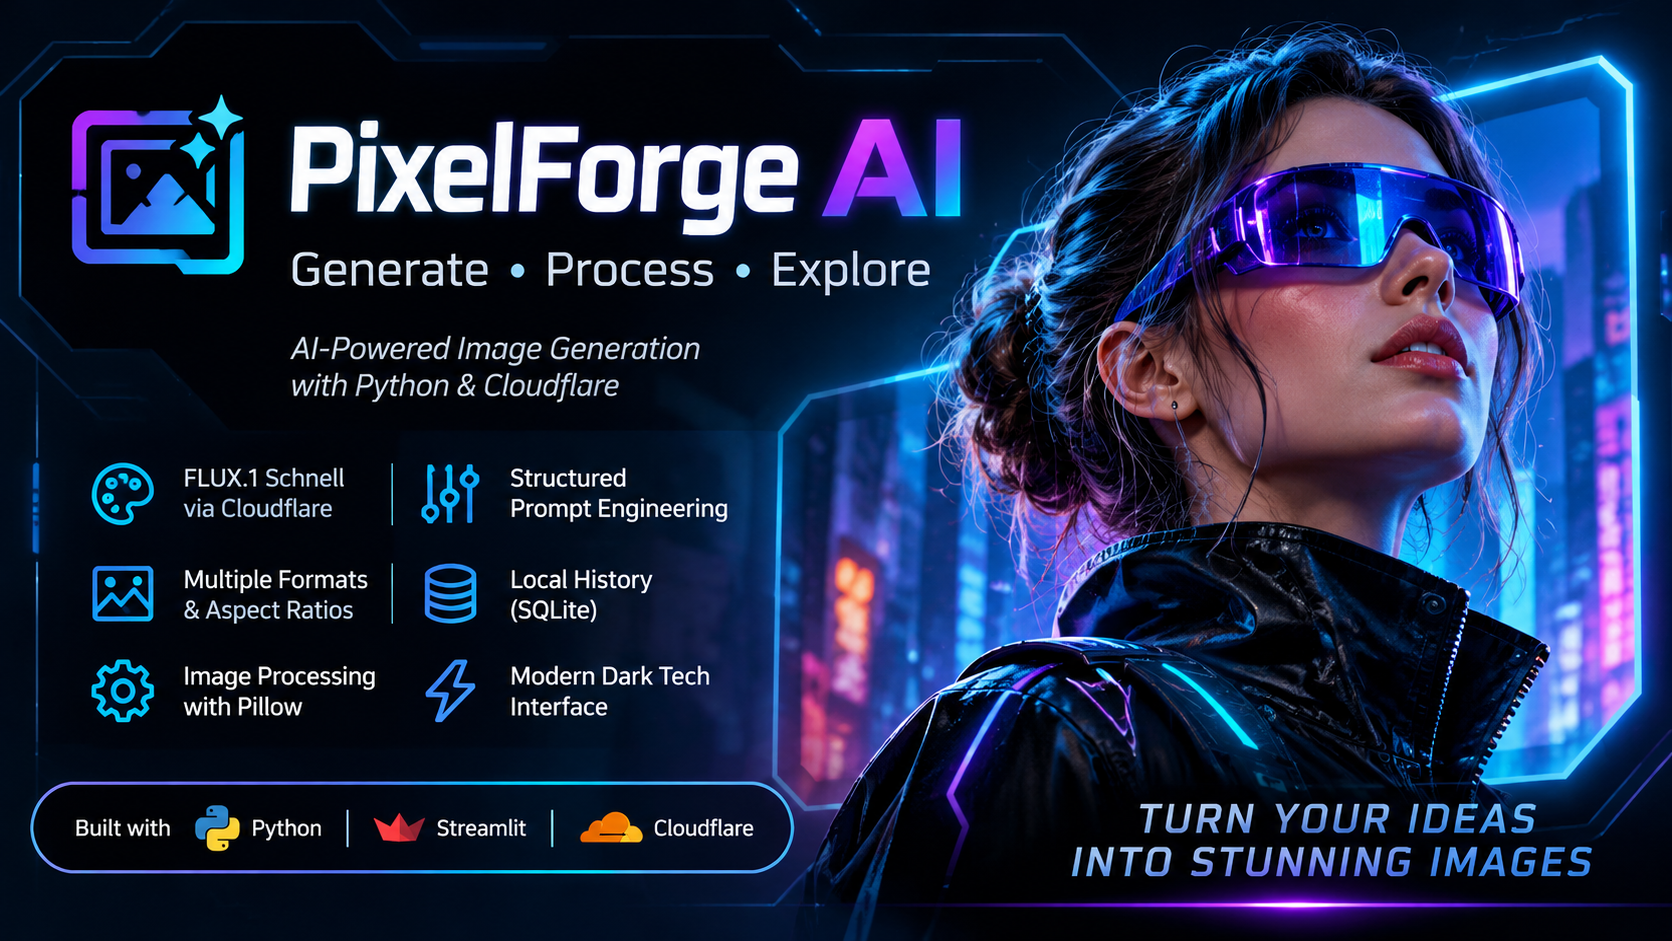 PixelForge AI
Generate • Process • Explore
AI-Powered Image Generation
with Python & Cloudflare
FLUX.1 Schnell
via Cloudflare
Structured
Prompt Engineering
Multiple Formats
& Aspect Ratios
Local History
(SQLite)
Image Processing
with Pillow
Modern Dark Tech
Interface
Built with Python | Streamlit | Cloudflare
TURN YOUR IDEAS
INTO STUNNING IMAGES